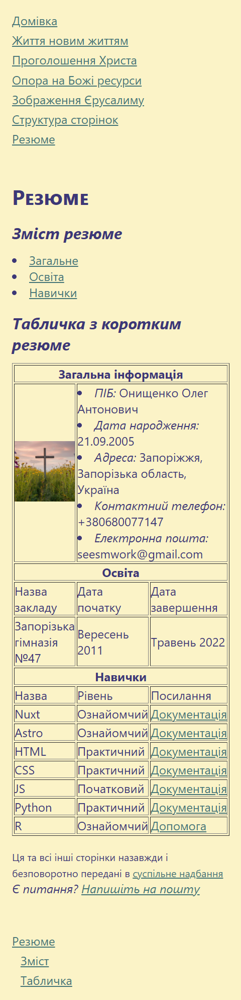 Домівка
Життя новим життям
Проголошення Христа
Опора на Божі ресурси
Зображення Єрусалиму
Структура сторінок
Резюме
Резюме
Зміст резюме
Загальне
Освіта
Навички
Табличка з коротким
резюме
Загальна інформація
ПІБ: Онищенко Олег
Антонович
Дата народження:
21.09.2005
Адреса: Запоріжжя,
Запорізька область,
Україна
Контактний телефон:
+380680077147
Електронна пошта:
seesmwork@gmail.com
Освіта
Назва закладу Дата початку Дата завершення
Запорізька гімназія №47 Вересень 2011 Травень 2022
Навички
Назва Рівень Посилання
Nuxt Ознайомчий Документація
Astro Ознайомчий Документація
HTML Практичний Документація
CSS Практичний Документація
JS Початковий Документація
Python Практичний Документація
R Ознайомчий Допомога
Ця та всі інші сторінки назавжди і
безповоротно передані в суспільне надбання
Є питання? Напишіть на пошту
Резюме
Зміст
Табличка